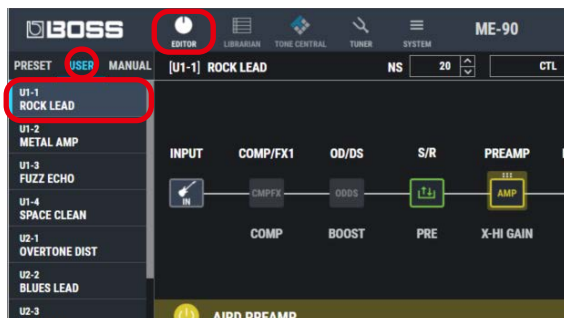 BOSS
EDITOR LIBRARIAN TONE CENTRAL TUNER SYSTEM ME-90
PRESET USER MANUAL [U1-1] ROCK LEAD NS 20 CTL
U1-1
ROCK LEAD
U1-2
METAL AMP
U1-3
FUZZ ECHO
U1-4
SPACE CLEAN
U2-1
OVERTONE DIST
U2-2
BLUES LEAD
U2-3
INPUT COMP/FX1 OD/DS S/R PREAMP
IN CMPFX ODDS AMP
COMP BOOST PRE X-HI GAIN
AIRD PREAMP